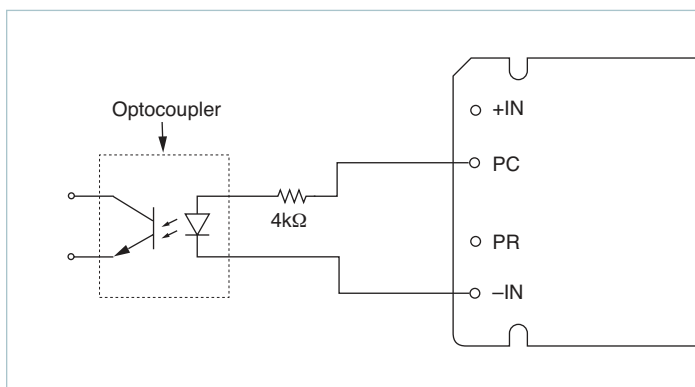 Optocoupler
+IN
PC
4kΩ
PR
–IN